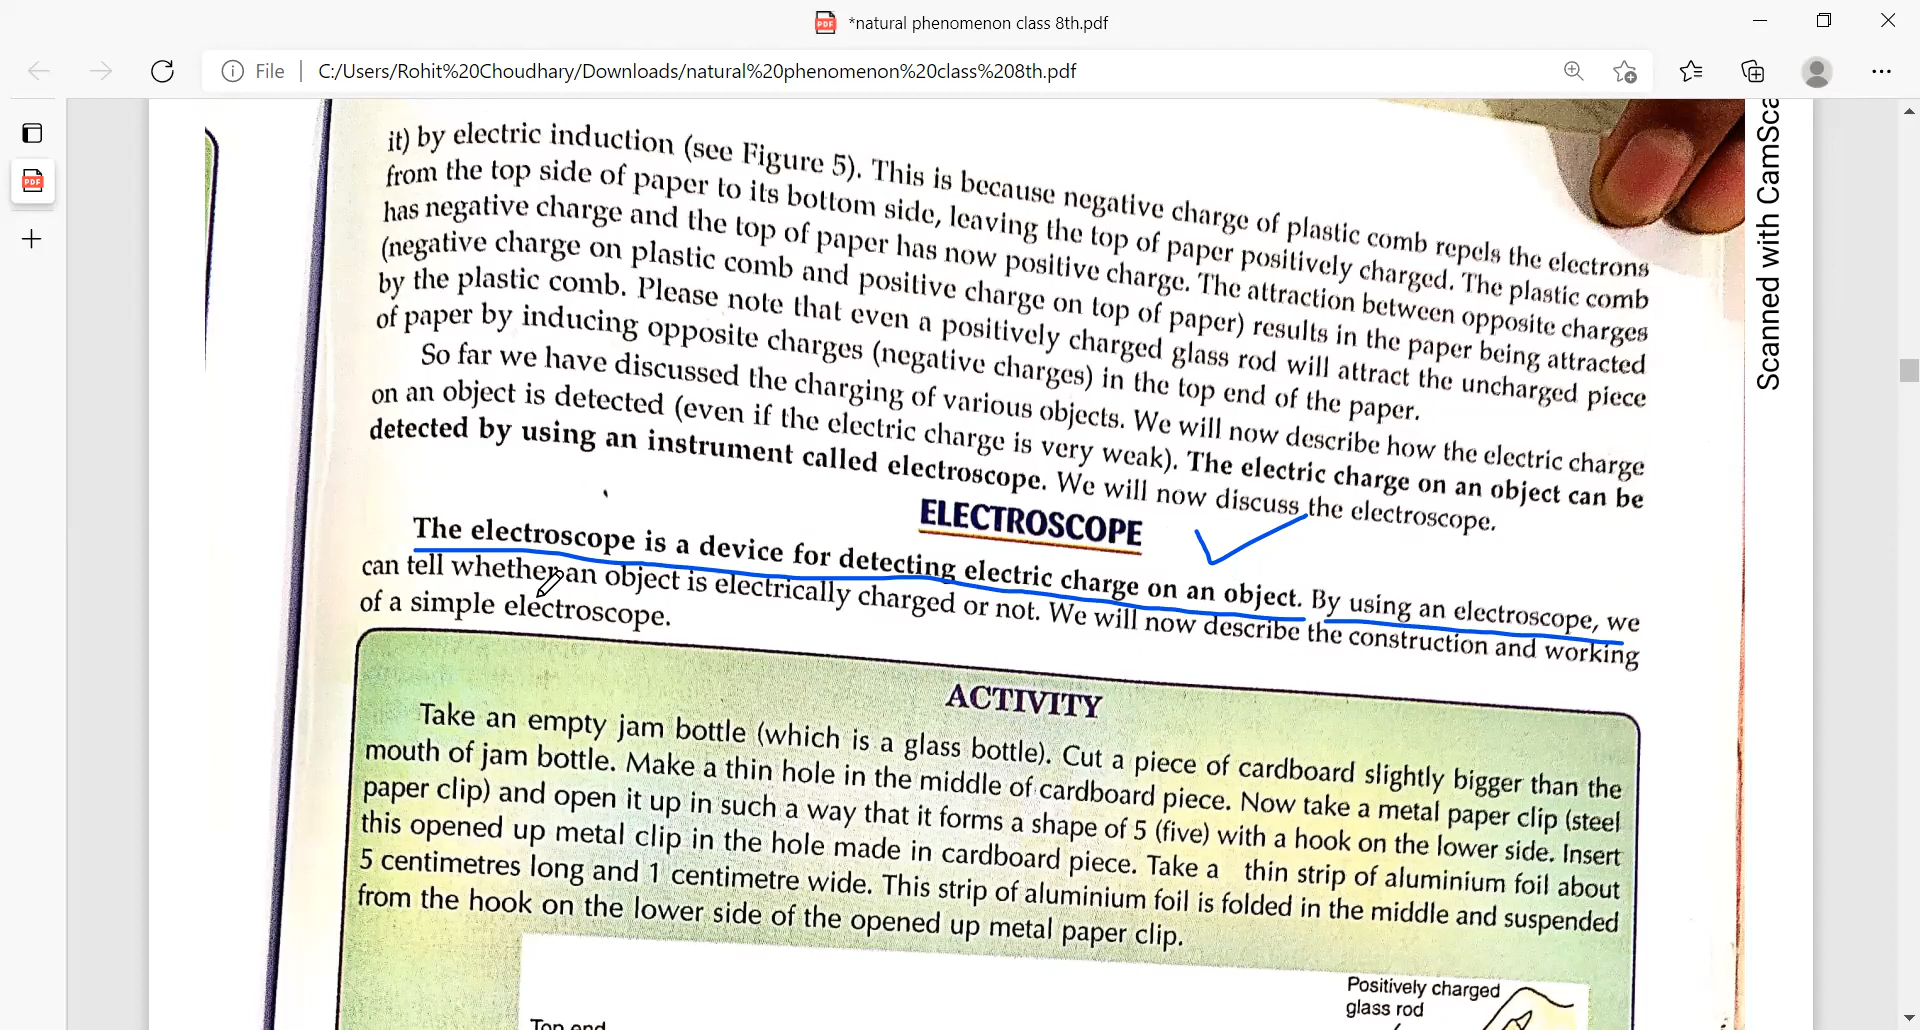 *natural phenomenon class 8th.pdf
File
C:/Users/Rohit%20Choudhary/Downloads/natural%20phenomenon%20class%208th.pdf
it) by electric induction (see Figure 5). This is because negative charge of plastic comb repels the electrons
from the top side of paper to its bottom side, leaving the top of paper positively charged. The plastic comb
has negative charge and the top of paper has now positive charge. The attraction between opposite charges
(negative charge on plastic comb and positive charge on top of paper) results in the paper being attracted
by the plastic comb. Please note that even a positively charged glass rod will attract the uncharged piece
of paper by inducing opposite charges (negative charges) in the top end of the paper.
So far we have discussed the charging of various objects. We will now describe how the electric charge
on an object is detected (even if the electric charge is very weak). The electric charge on an object can be
detected by using an instrument called electroscope. We will now discuss the electroscope.
ELECTROSCOPE
The electroscope is a device for detecting electric charge on an object. By using an electroscope, we
can tell whether an object is electrically charged or not. We will now describe the construction and working
of a simple electroscope.
ACTIVITY
Take an empty jam bottle (which is a glass bottle). Cut a piece of cardboard slightly bigger than the
mouth of jam bottle. Make a thin hole in the middle of cardboard piece. Now take a metal paper clip (steel
paper clip) and open it up in such a way that it forms a shape of 5 (five) with a hook on the lower side. Insert
this opened up metal clip in the hole made in cardboard piece. Take a thin strip of aluminium foil about
5 centimetres long and 1 centimetre wide. This strip of aluminium foil is folded in the middle and suspended
from the hook on the lower side of the opened up metal paper clip.
Positively charged
glass rod
Top end
Scanned with CamSca